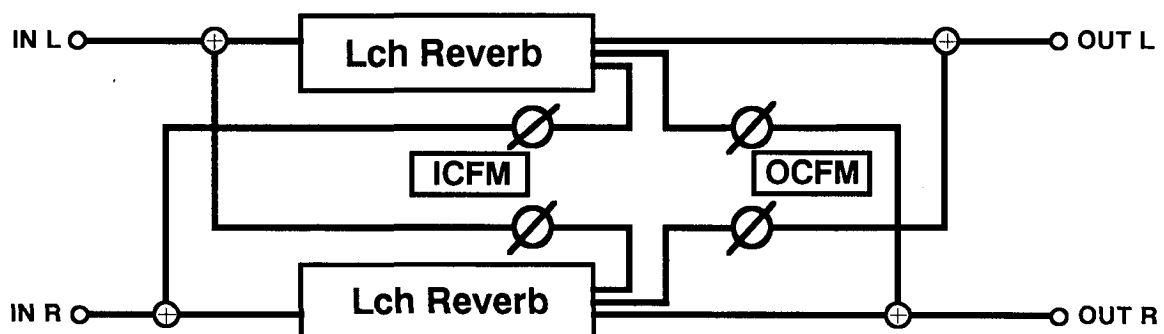 IN L
Lch Reverb
OUT L
ICFM
OCFM
IN R
Lch Reverb
OUT R